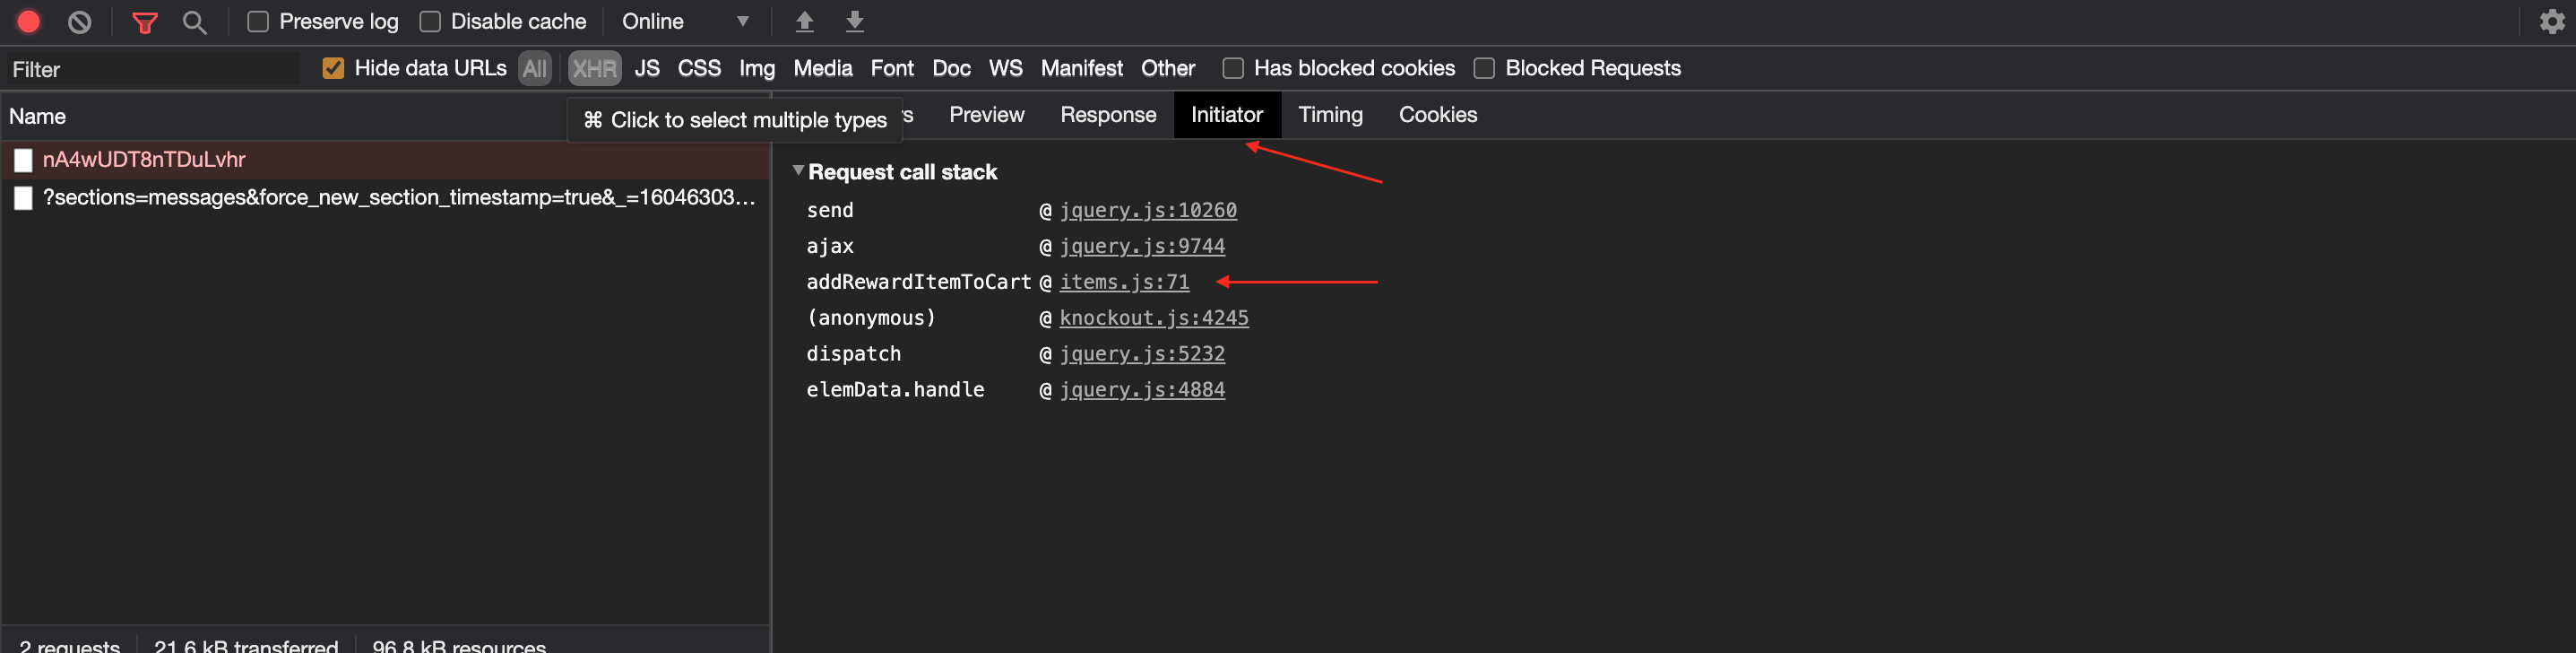 Preserve log Disable cache Online
Filter Hide data URLs All XHR JS CSS Img Media Font Doc WS Manifest Other Has blocked cookies Blocked Requests
Name
⌘ Click to select multiple types
rs Preview Response Initiator Timing Cookies
nA4wUDT8nTDuLvhr
?sections=messages&force_new_section_timestamp=true&_=16046303...
Request call stack
send @ jquery.js:10260
ajax @ jquery.js:9744
addRewardItemToCart @ items.js:71
(anonymous) @ knockout.js:4245
dispatch @ jquery.js:5232
elemData.handle @ jquery.js:4884
2 requests 21.6 kB transferred 96.8 kB resources